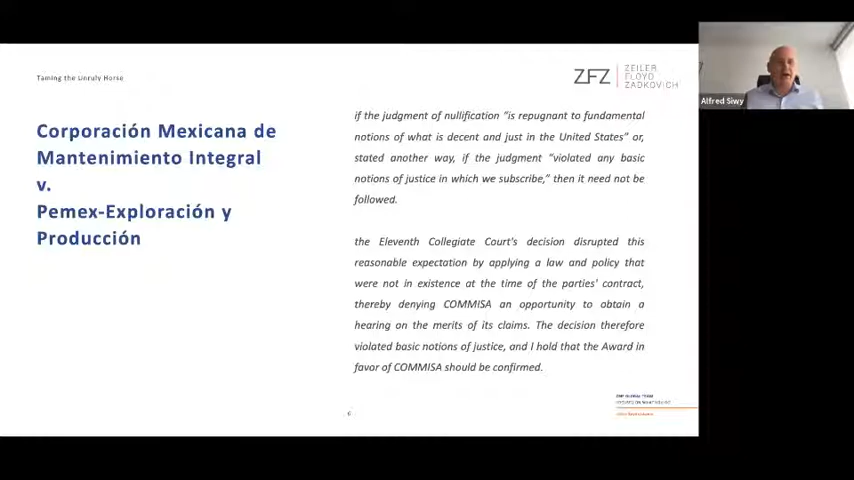 Taming the Unruly Horse
ZFZ
ZEILER
FLOYD
ZADKOVICH
Alfred Siwy
Corporación Mexicana de
Mantenimiento Integral
v.
Pemex-Exploración y
Producción
if the judgment of nullification “is repugnant to fundamental
notions of what is decent and just in the United States” or,
stated another way, if the judgment “violated any basic
notions of justice in which we subscribe,” then it need not be
followed.
the Eleventh Collegiate Court's decision disrupted this
reasonable expectation by applying a law and policy that
were not in existence at the time of the parties' contract,
thereby denying COMMISA an opportunity to obtain a
hearing on the merits of its claims. The decision therefore
violated basic notions of justice, and I hold that the Award in
favor of COMMISA should be confirmed.
6